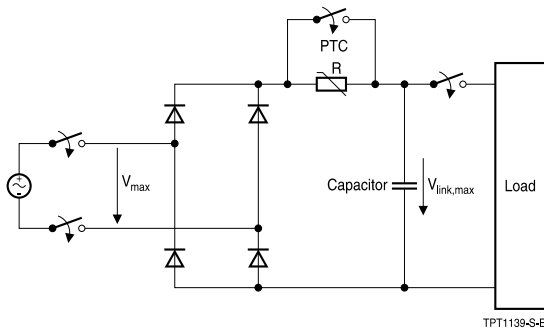 PTC
R
V max
Capacitor
V link,max
Load
TPT1139-S-E